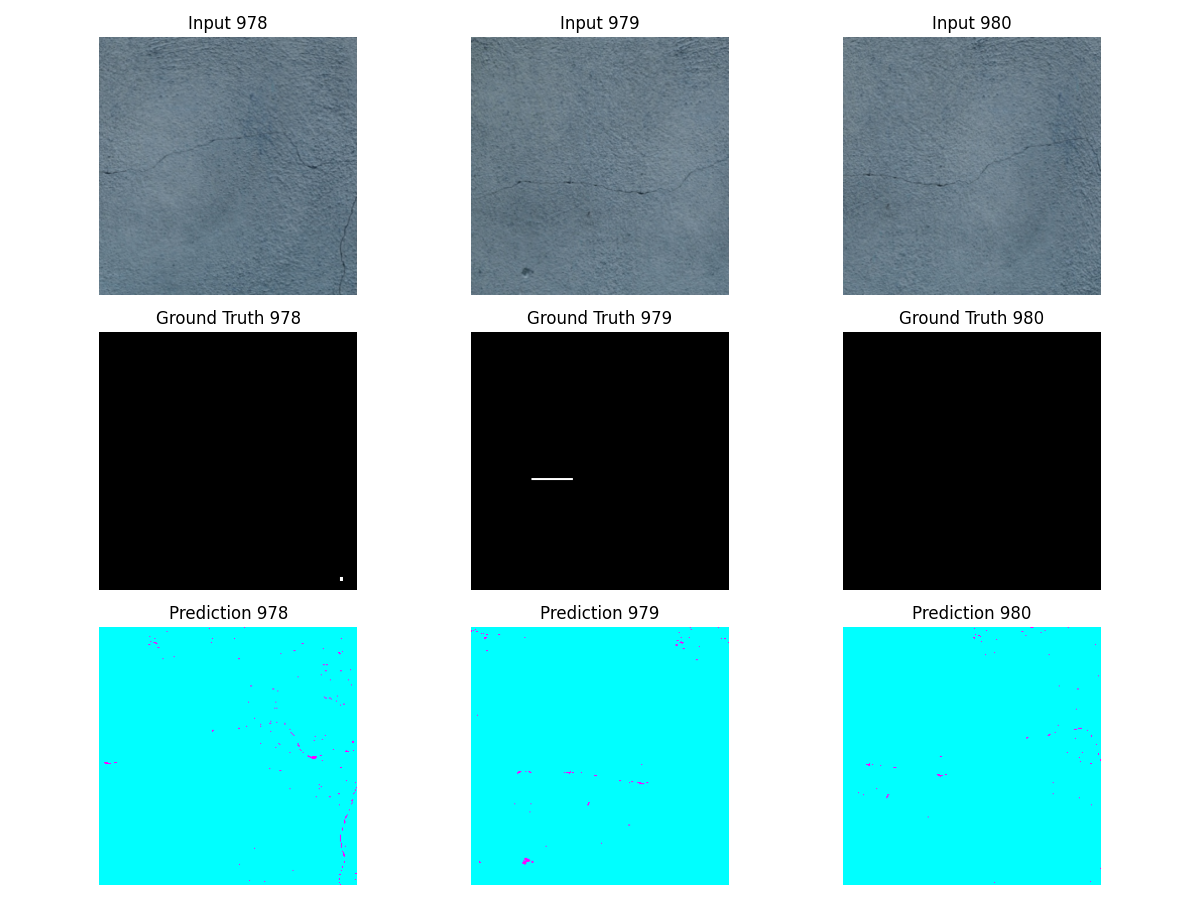 Input 978
Input 979
Input 980
Ground Truth 978
Ground Truth 979
Ground Truth 980
Prediction 978
Prediction 979
Prediction 980